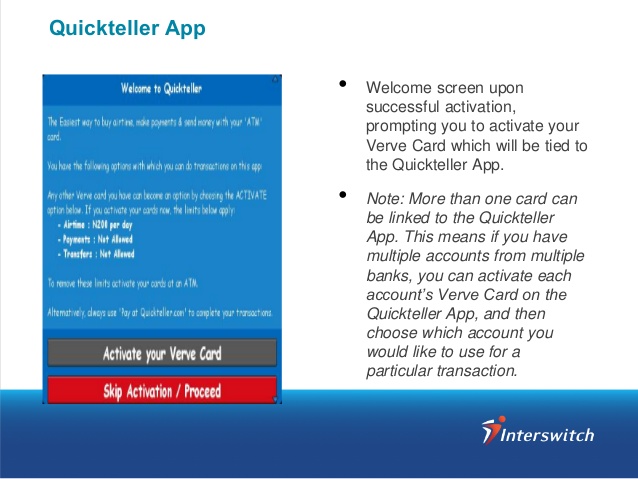 Quickteller App
Welcome to Quickteller
The Easiest way to buy airtime, make payments & send money with your 'ATM'
card.
You have the following options with which you can do transactions on this app:
Any other Verve card you have can become an option by choosing the ACTIVATE
option below. If you activate your cards now, the limits below apply:
- Airtime : N200 per day
- Payments : Not Allowed
- Transfers : Not Allowed
To remove these limits activate your cards at an ATM.
Alternatively, always use 'Pay at Quickteller.com' to complete your transactions.
Activate your Verve Card
Skip Activation / Proceed
• Welcome screen upon
successful activation,
prompting you to activate your
Verve Card which will be tied to
the Quickteller App.
• Note: More than one card can
be linked to the Quickteller
App. This means if you have
multiple accounts from multiple
banks, you can activate each
account’s Verve Card on the
Quickteller App, and then
choose which account you
would like to use for a
particular transaction.
Interswitch